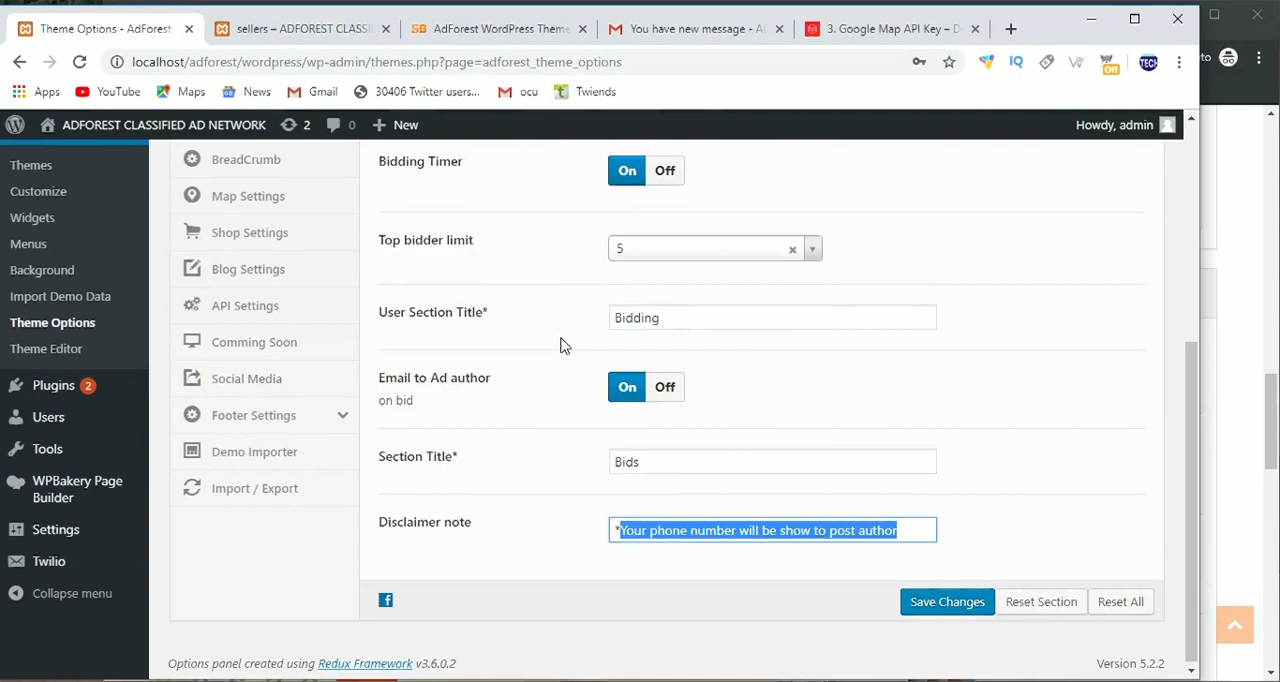 Theme Options - AdForest
sellers – ADFOREST CLASSIFI
SB AdForest WordPress Theme
You have new message - A
3. Google Map API Key – D
localhost/adforest/wordpress/wp-admin/themes.php?page=adforest_theme_options
IQ
Off
TECH
Apps
YouTube
Maps
News
Gmail
30406 Twitter users...
ocu
Twiends
ADFOREST CLASSIFIED AD NETWORK
2
0
New
Howdy, admin
Themes
Customize
Widgets
Menus
Background
Import Demo Data
Theme Options
Theme Editor
Plugins 2
Users
Tools
WPBakery Page
Builder
Settings
Twilio
Collapse menu
BreadCrumb
Map Settings
Shop Settings
Blog Settings
API Settings
Comming Soon
Social Media
Footer Settings
Demo Importer
Import / Export
Bidding Timer
On Off
Top bidder limit
5
User Section Title*
Bidding
Email to Ad author
on bid
On Off
Section Title*
Bids
Disclaimer note
*Your phone number will be show to post author
Save Changes
Reset Section
Reset All
Options panel created using Redux Framework v3.6.0.2
Version 5.2.2